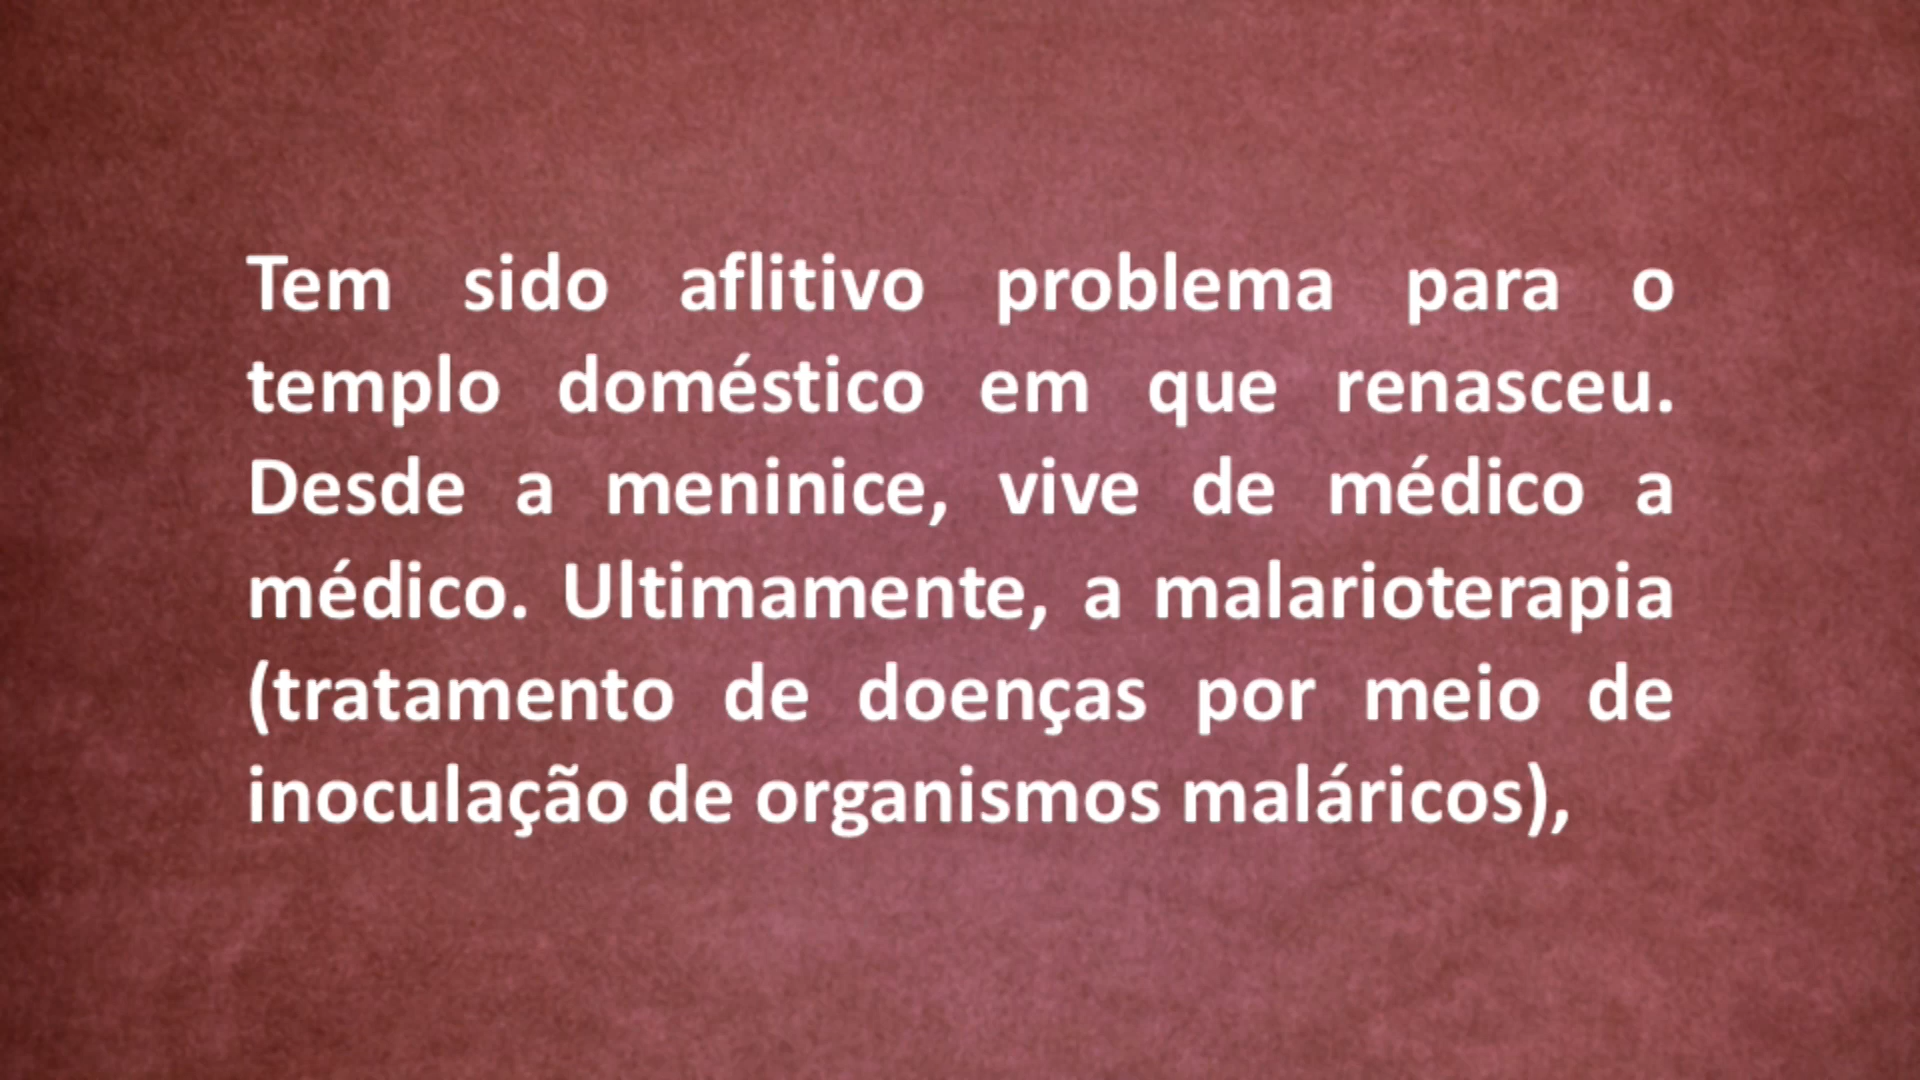 Tem sido aflitivo problema para o
templo doméstico em que renasceu.
Desde a meninice, vive de médico a
médico. Ultimamente, a malarioterapia
(tratamento de doenças por meio de
inoculação de organismos maláricos),